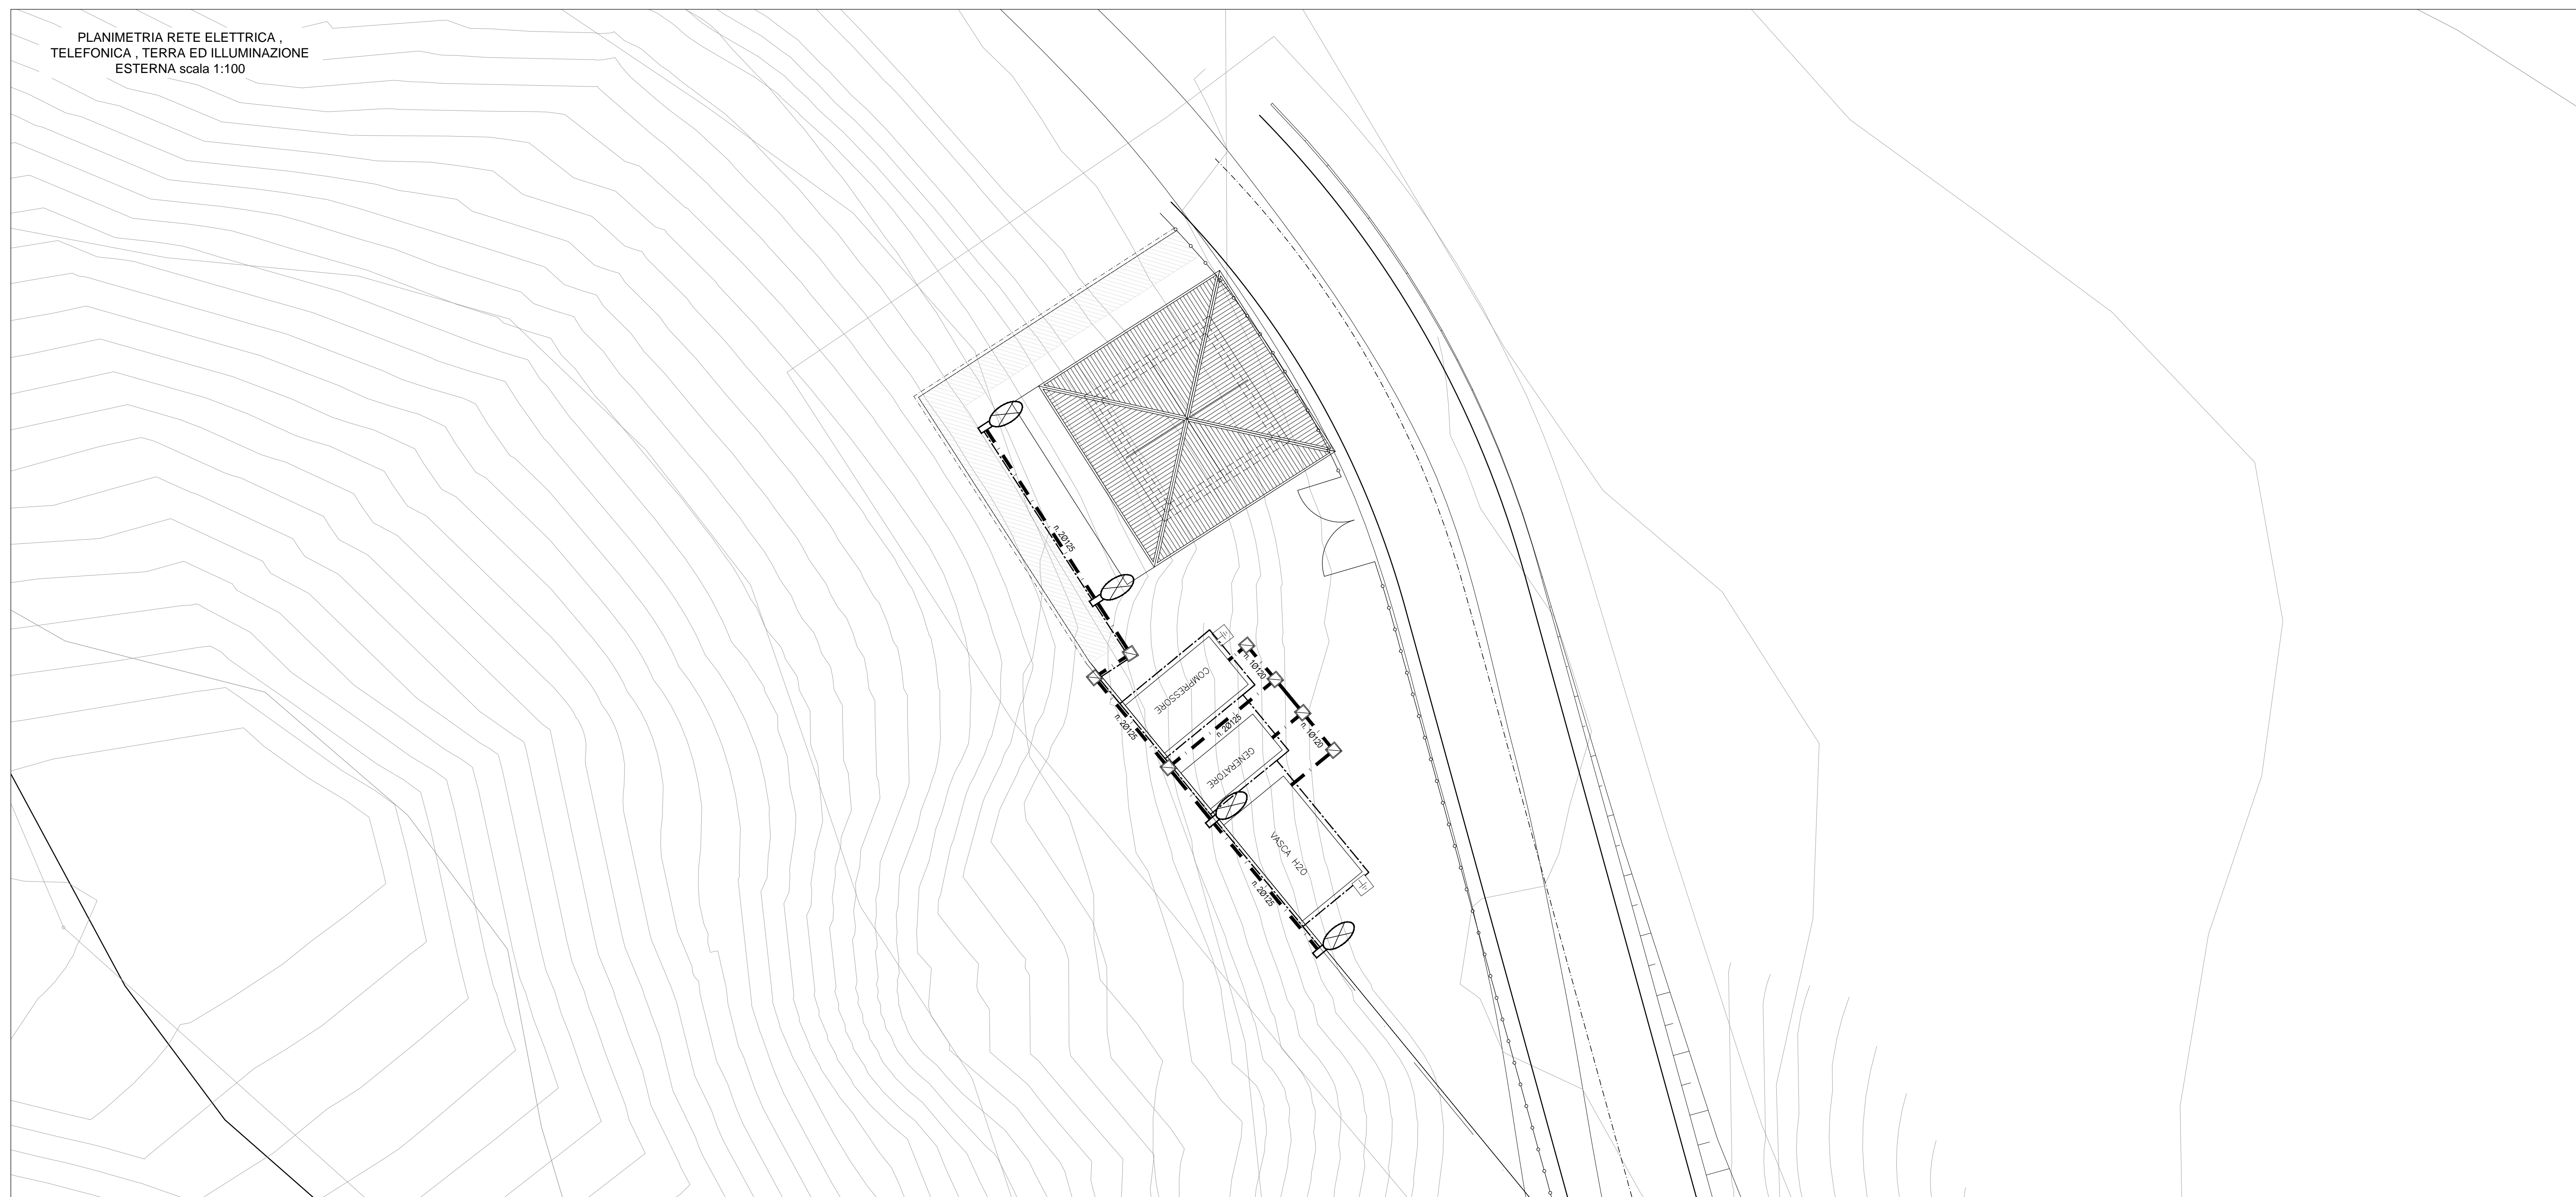 PLANIMETRIA RETE ELETTRICA ,
TELEFONICA , TERRA ED ILLUMINAZIONE
ESTERNA scala 1:100
n. 2Ø125
n. 1Ø120
COMPRESSORE
n. 2Ø125
n. 2Ø125
n. 1Ø120
GENERATORE
VASCA H2O
n. 2Ø125